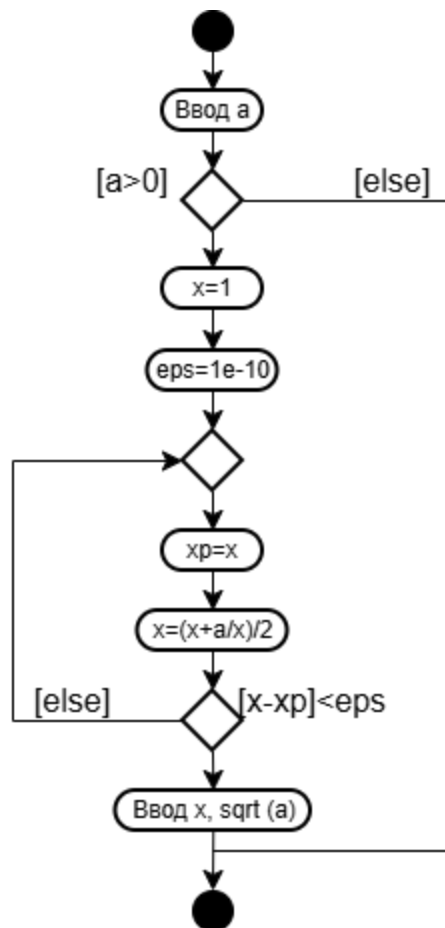 Ввод a
[a>0]
[else]
x=1
eps=1e-10
xp=x
x=(x+a/x)/2
[else]
[x-xp]<eps
Ввод x, sqrt (a)